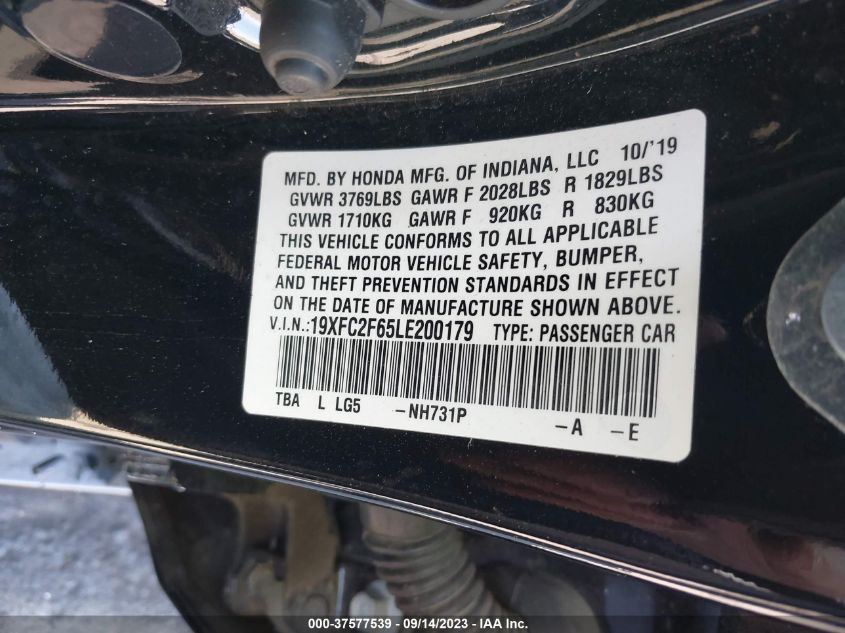 MFD. BY HONDA MFG. OF INDIANA, LLC 10/'19
GVWR 3769LBS GAWR F 2028LBS R 1829LBS
GVWR 1710KG GAWR F 920KG R 830KG
THIS VEHICLE CONFORMS TO ALL APPLICABLE
FEDERAL MOTOR VEHICLE SAFETY, BUMPER,
AND THEFT PREVENTION STANDARDS IN EFFECT
ON THE DATE OF MANUFACTURE SHOWN ABOVE.
V.I.N.:19XFC2F65LE200179 TYPE: PASSENGER CAR
TBA L LG5 -NH731P -A -E
000-37577539 - 09/14/2023 - IAA Inc.